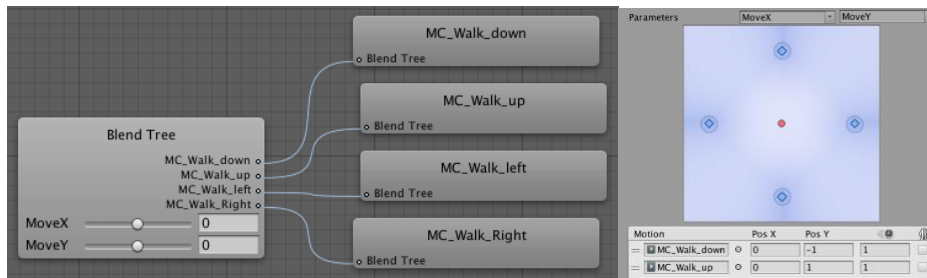 MC_Walk_down
Blend Tree
MC_Walk_up
Blend Tree
MC_Walk_left
Blend Tree
MC_Walk_Right
Blend Tree
Blend Tree
MC_Walk_down
MC_Walk_up
MC_Walk_left
MC_Walk_Right
MoveX 0
MoveY 0
Parameters MoveX MoveY
Motion Pos X Pos Y
MC_Walk_down 0 -1 1
MC_Walk_up 0 1 1